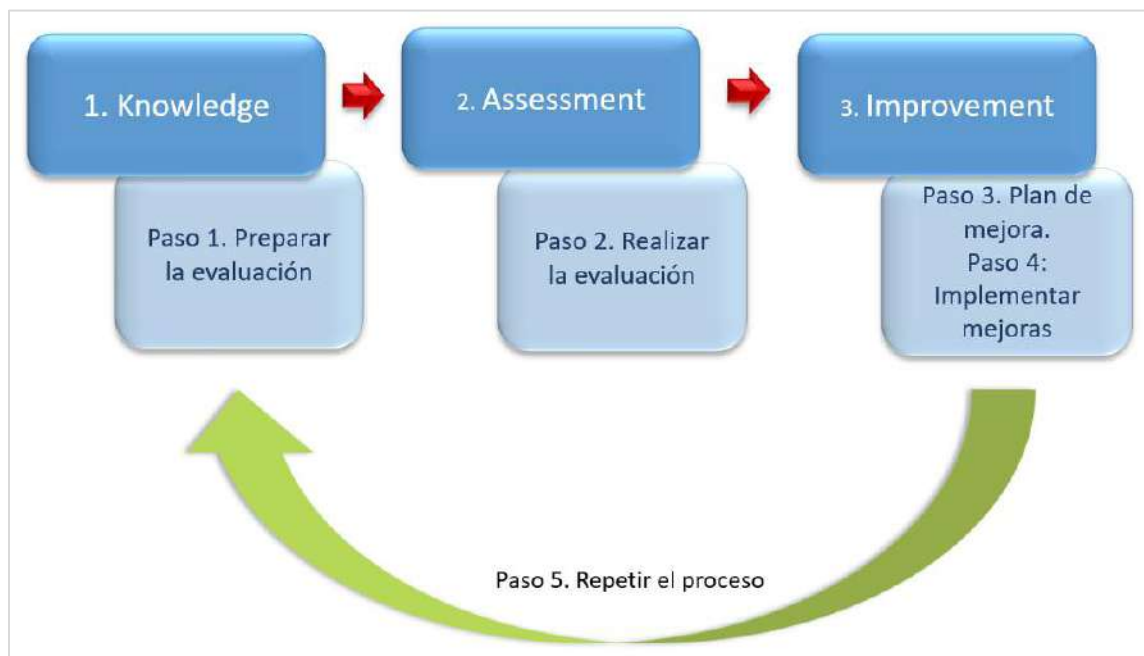 1. Knowledge
2. Assessment
3. Improvement
Paso 1. Preparar
la evaluación
Paso 2. Realizar
la evaluación
Paso 3. Plan de
mejora.
Paso 4:
Implementar
mejoras
Paso 5. Repetir el proceso